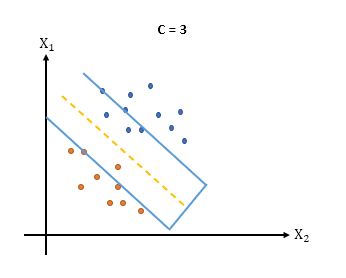 C = 3
X₁
X₂